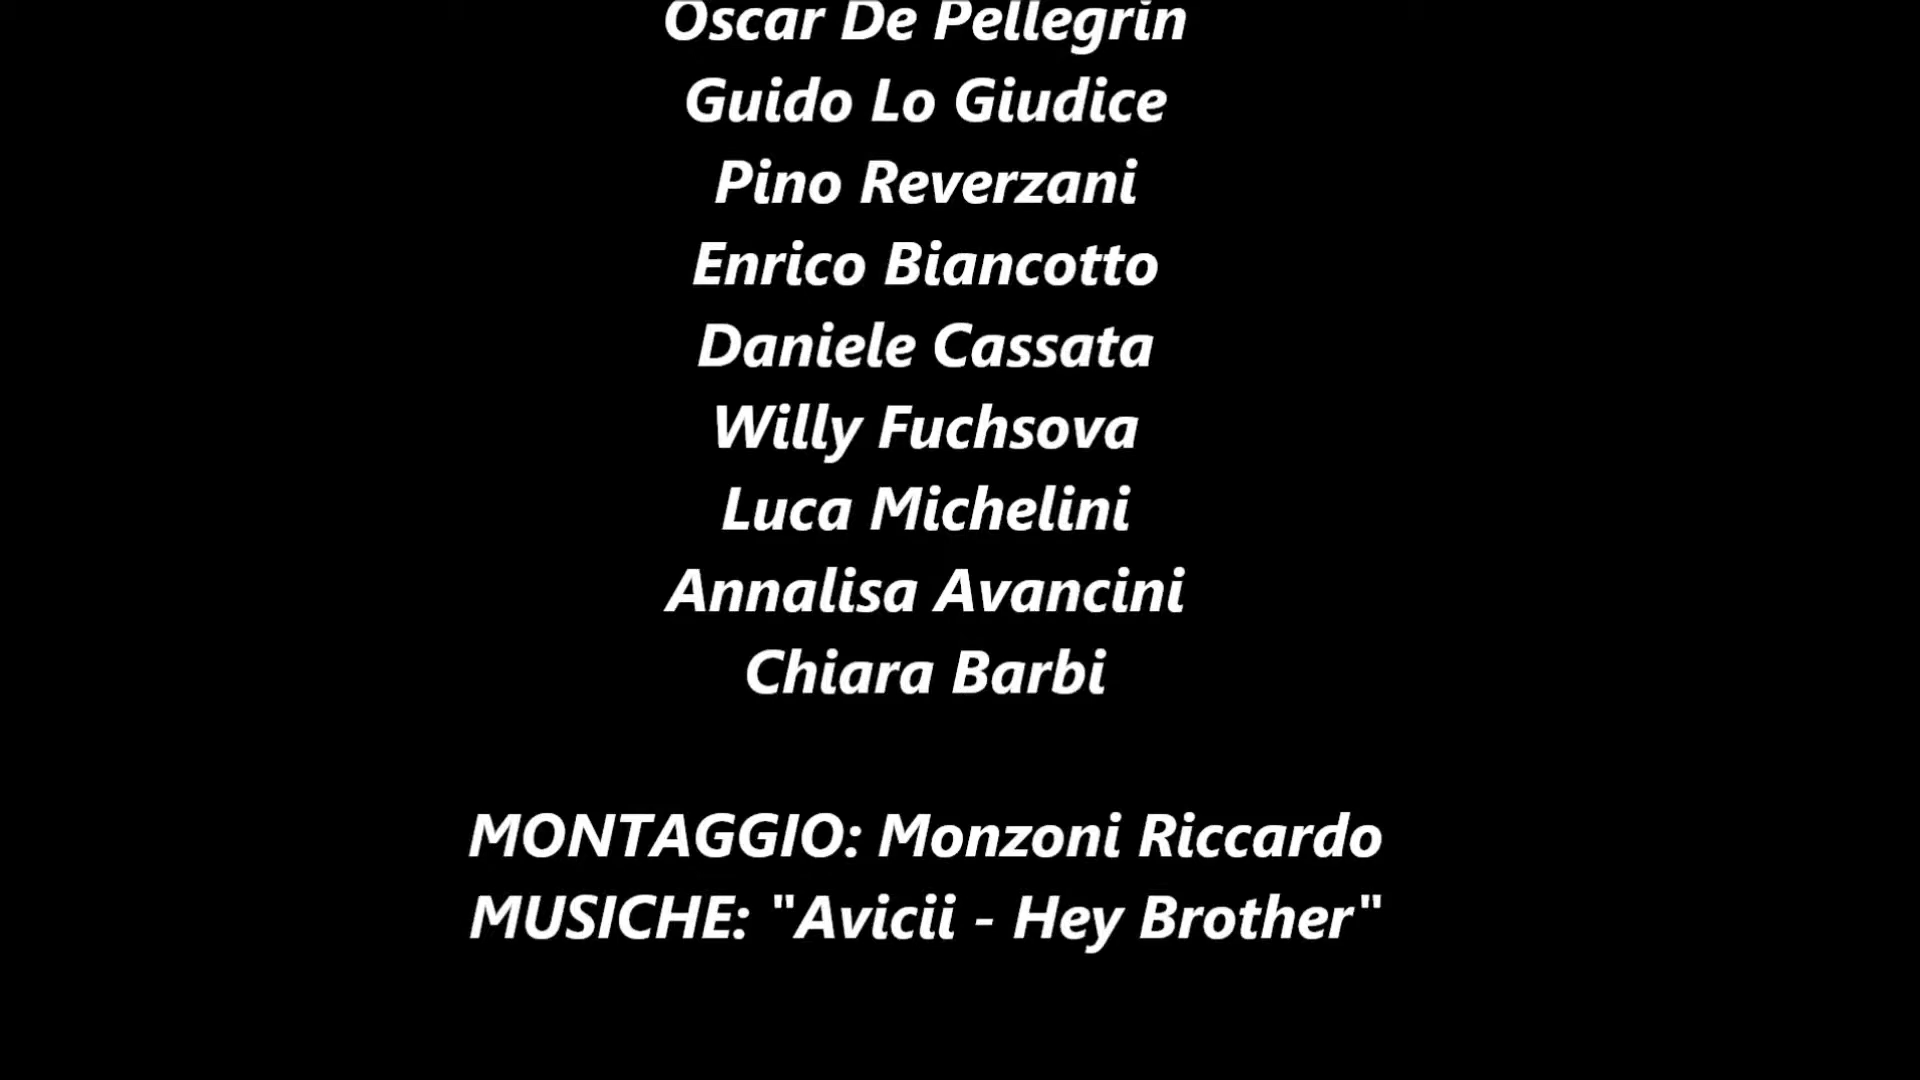 Oscar De Pellegrin
Guido Lo Giudice
Pino Reverzani
Enrico Biancotto
Daniele Cassata
Willy Fuchsova
Luca Michelini
Annalisa Avancini
Chiara Barbi
MONTAGGIO: Monzoni Riccardo
MUSICHE: "Avicii - Hey Brother"